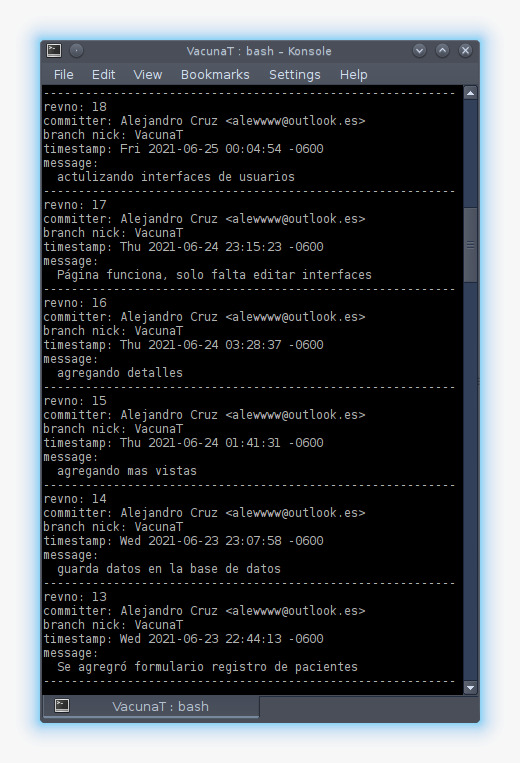 VacunaT : bash – Konsole
File Edit View Bookmarks Settings Help
-----------------------------------------------------------
revno: 18
committer: Alejandro Cruz <alewwww@outlook.es>
branch nick: VacunaT
timestamp: Fri 2021-06-25 00:04:54 -0600
message:
  actulizando interfaces de usuarios
-----------------------------------------------------------
revno: 17
committer: Alejandro Cruz <alewwww@outlook.es>
branch nick: VacunaT
timestamp: Thu 2021-06-24 23:15:23 -0600
message:
  Página funciona, solo falta editar interfaces
-----------------------------------------------------------
revno: 16
committer: Alejandro Cruz <alewwww@outlook.es>
branch nick: VacunaT
timestamp: Thu 2021-06-24 03:28:37 -0600
message:
  agregando detalles
-----------------------------------------------------------
revno: 15
committer: Alejandro Cruz <alewwww@outlook.es>
branch nick: VacunaT
timestamp: Thu 2021-06-24 01:41:31 -0600
message:
  agregando mas vistas
-----------------------------------------------------------
revno: 14
committer: Alejandro Cruz <alewwww@outlook.es>
branch nick: VacunaT
timestamp: Wed 2021-06-23 23:07:58 -0600
message:
  guarda datos en la base de datos
-----------------------------------------------------------
revno: 13
committer: Alejandro Cruz <alewwww@outlook.es>
branch nick: VacunaT
timestamp: Wed 2021-06-23 22:44:13 -0600
message:
  Se agregró formulario registro de pacientes
-----------------------------------------------------------
VacunaT : bash